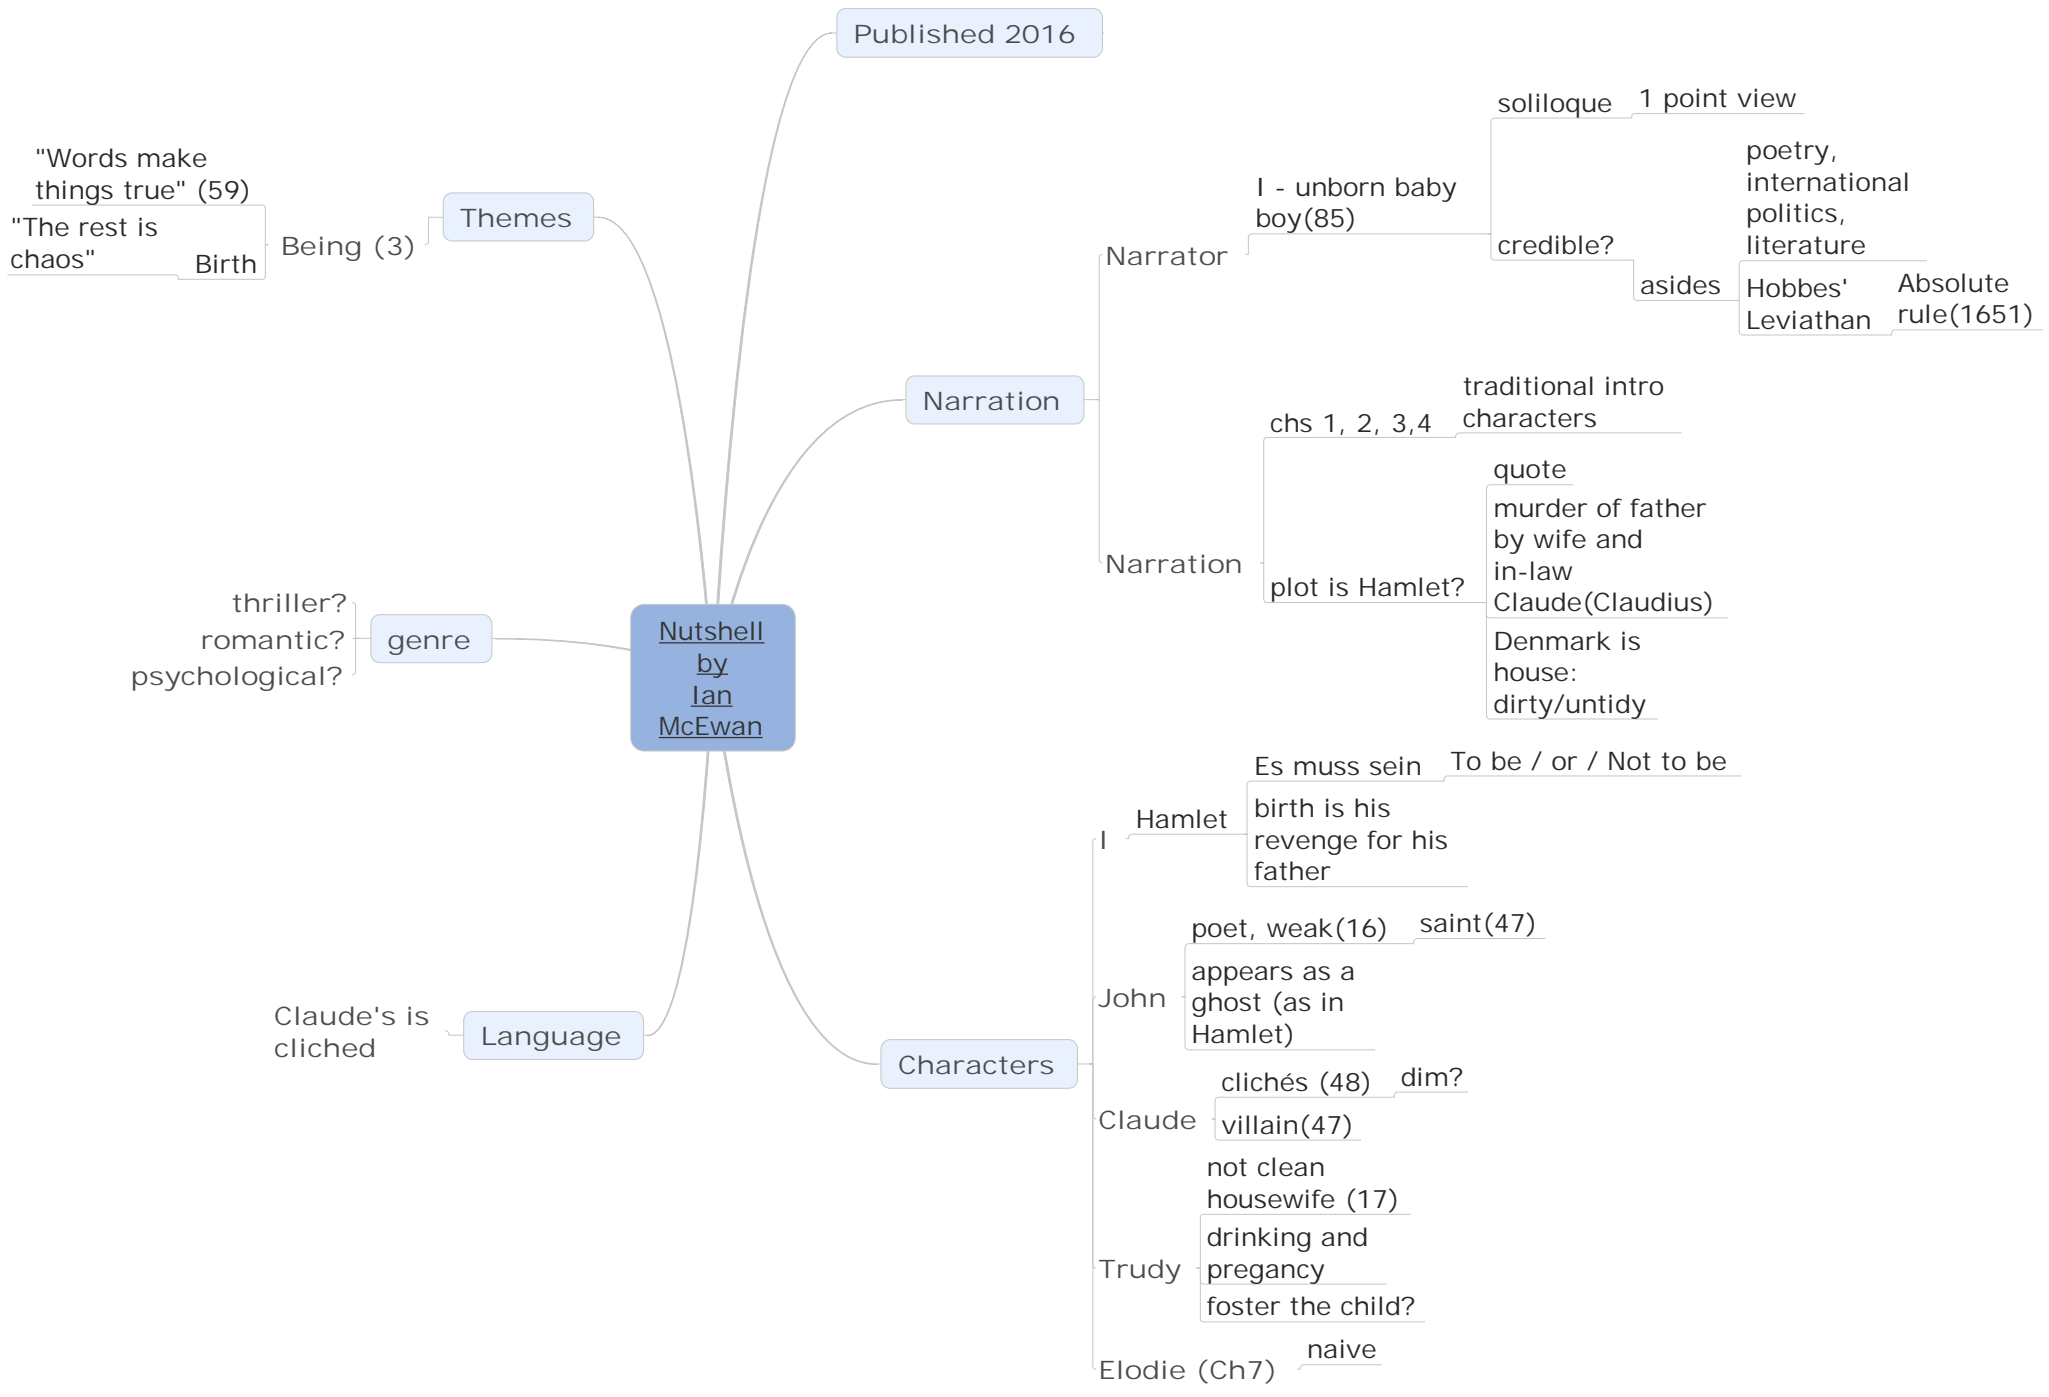 Published 2016
soliloque
1 point view
"Words make
things true" (59)
"The rest is
chaos"
Birth
Being (3)
Themes
I - unborn baby
boy(85)
Narrator
credible?
poetry,
international
politics,
literature
asides
Hobbes'
Leviathan
Absolute
rule(1651)
Narration
chs 1, 2, 3,4
traditional intro
characters
Narration
plot is Hamlet?
quote
murder of father
by wife and
in-law
Claude(Claudius)
Denmark is
house:
dirty/untidy
thriller?
romantic?
psychological?
genre
Nutshell
by
Ian
McEwan
Es muss sein
To be / or / Not to be
Hamlet
I
birth is his
revenge for his
father
John
poet, weak(16)
saint(47)
appears as a
ghost (as in
Hamlet)
Claude's is
cliched
Language
Characters
Claude
clichés (48)
dim?
villain(47)
Trudy
not clean
housewife (17)
drinking and
pregancy
foster the child?
Elodie (Ch7)
naive